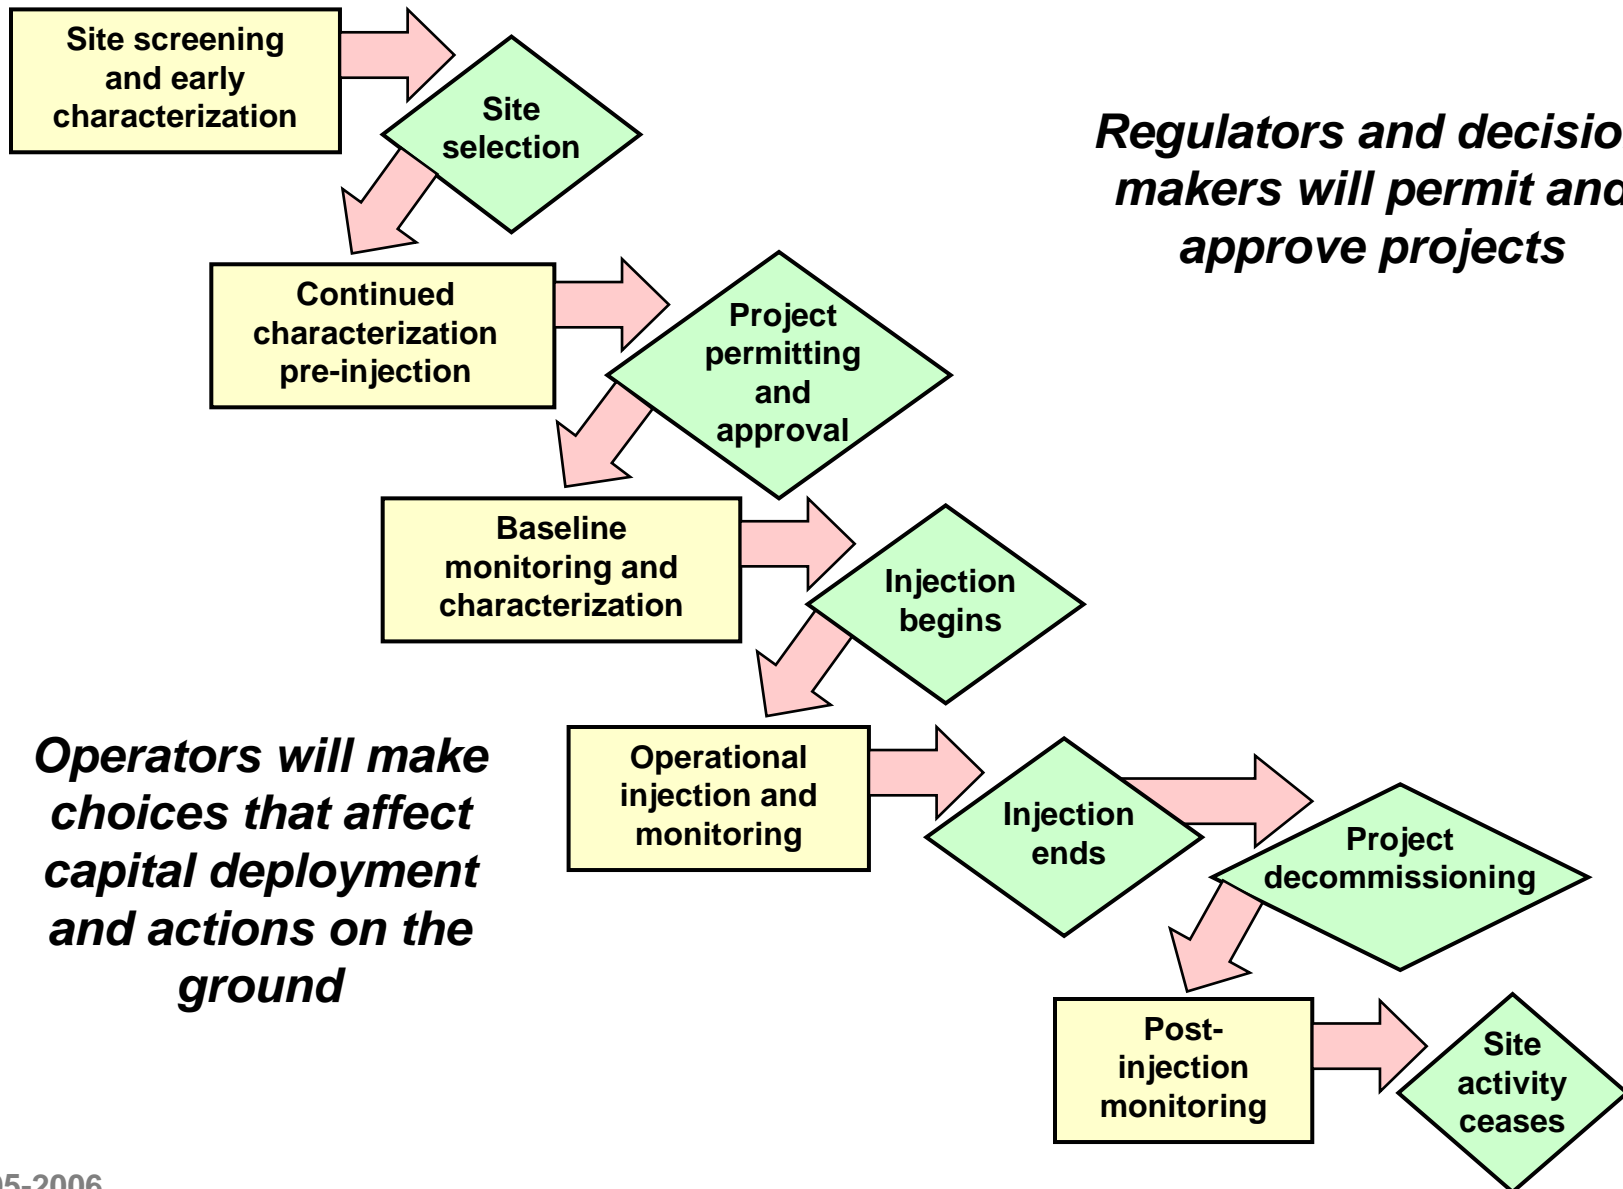 Site screening
and early
characterization
Site
selection
Regulators and decisio
makers will permit and
approve projects
Continued
characterization
pre-injection
Project
permitting
and
approval
Baseline
monitoring and
characterization
Injection
begins
Operators will make
choices that affect
capital deployment
and actions on the
ground
Operational
injection and
monitoring
Injection
ends
Project
decommissioning
Post-
injection
monitoring
Site
activity
ceases
05-2006